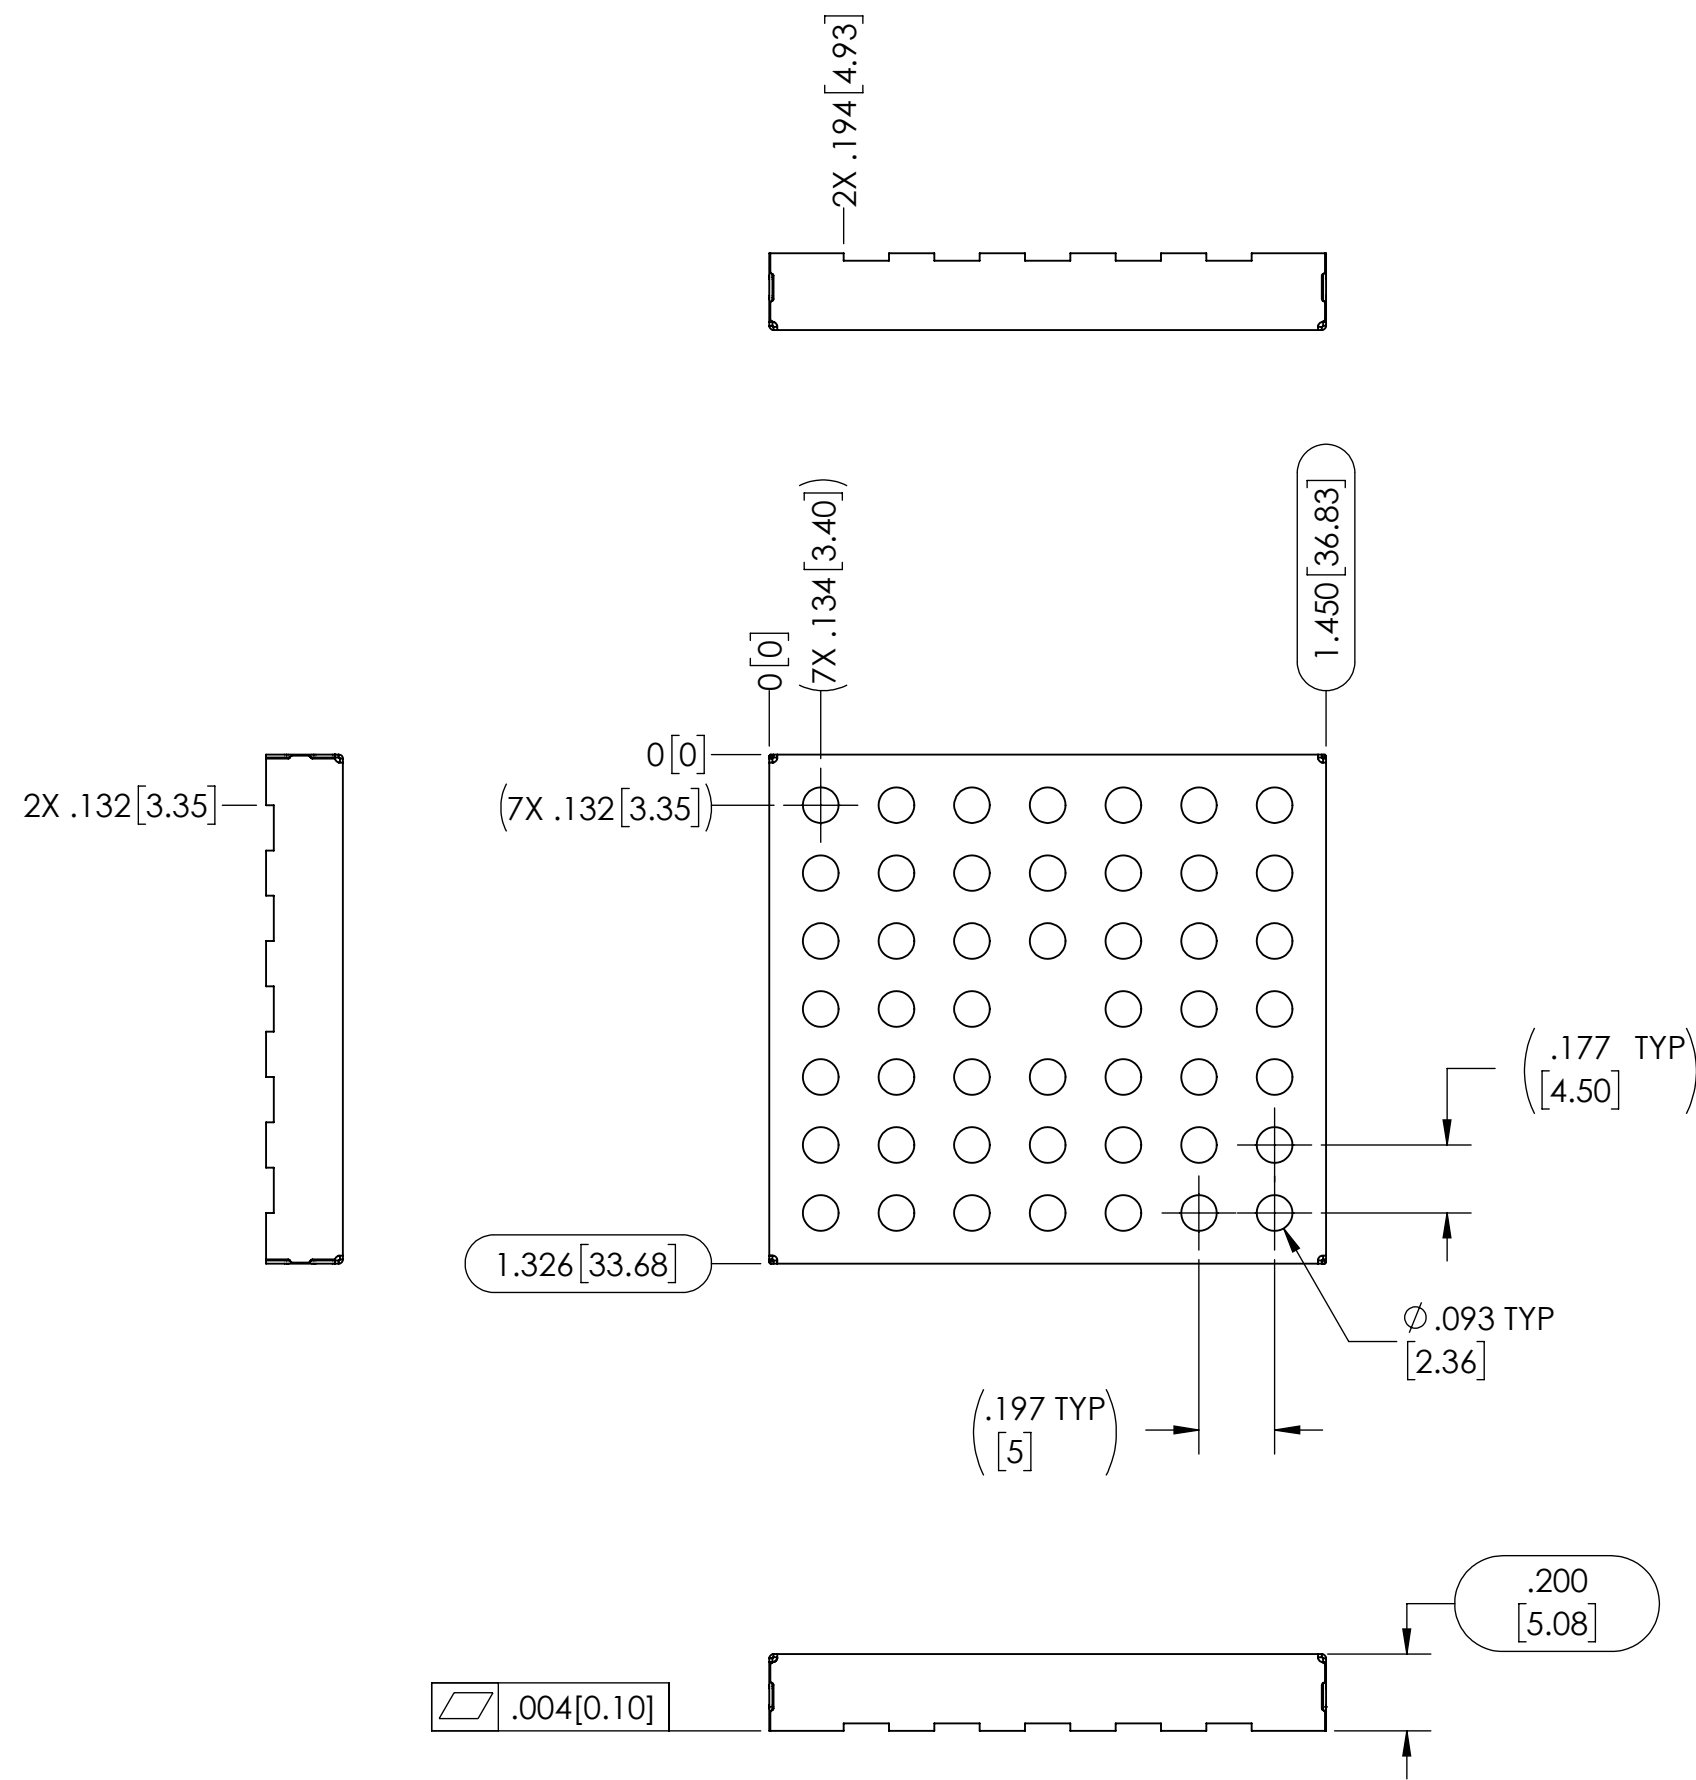 2X .194[4.93]
1.450[36.83]
(7X .134[3.40])
0[0]
0[0]
2X .132[3.35]
(7X .132[3.35])
(.177 TYP
[4.50])
1.326[33.68]
∅.093 TYP
[2.36]
(.197 TYP
[5])
.200
[5.08]
⏥ .004[0.10]